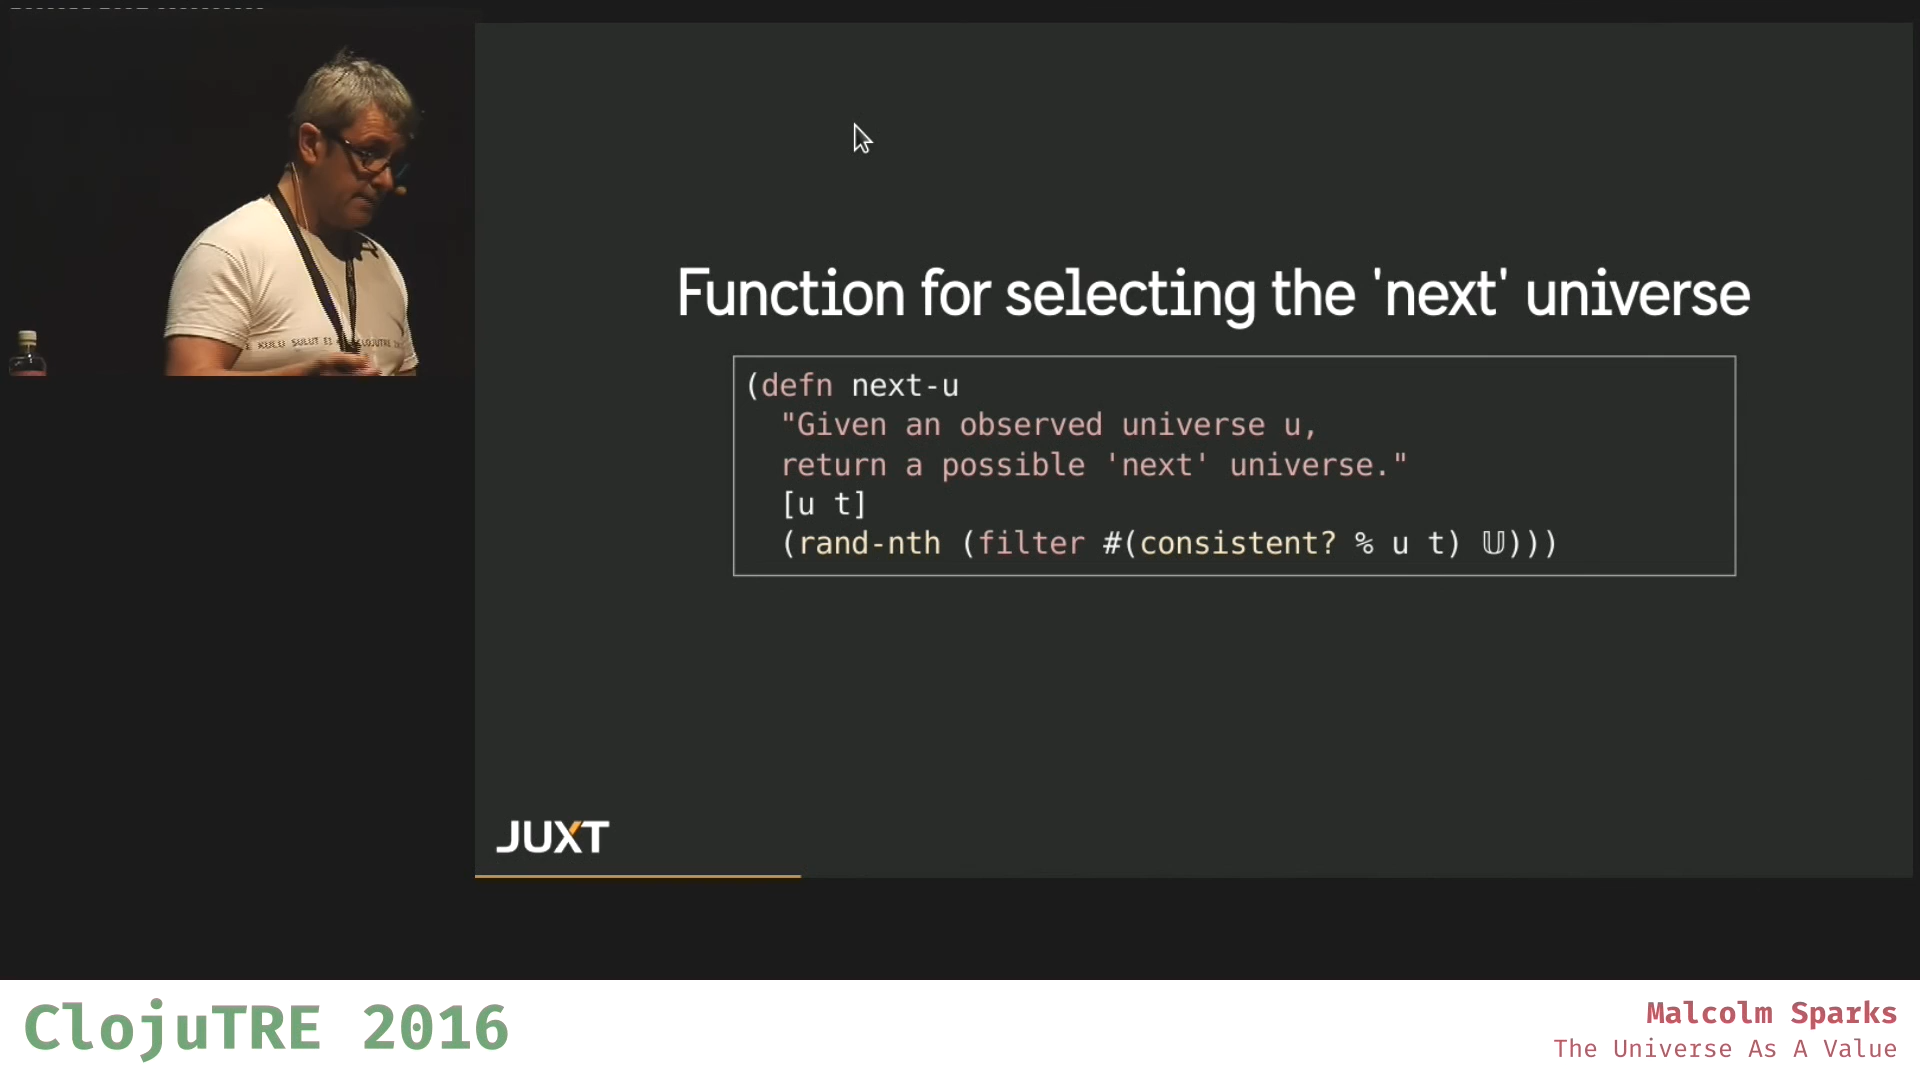 Function for selecting the 'next' universe
(defn next-u
"Given an observed universe u,
return a possible 'next' universe."
[u t]
(rand-nth (filter #(consistent? % u t) 𝕌)))
JUXT
ClojuTRE 2016
Malcolm Sparks
The Universe As A Value